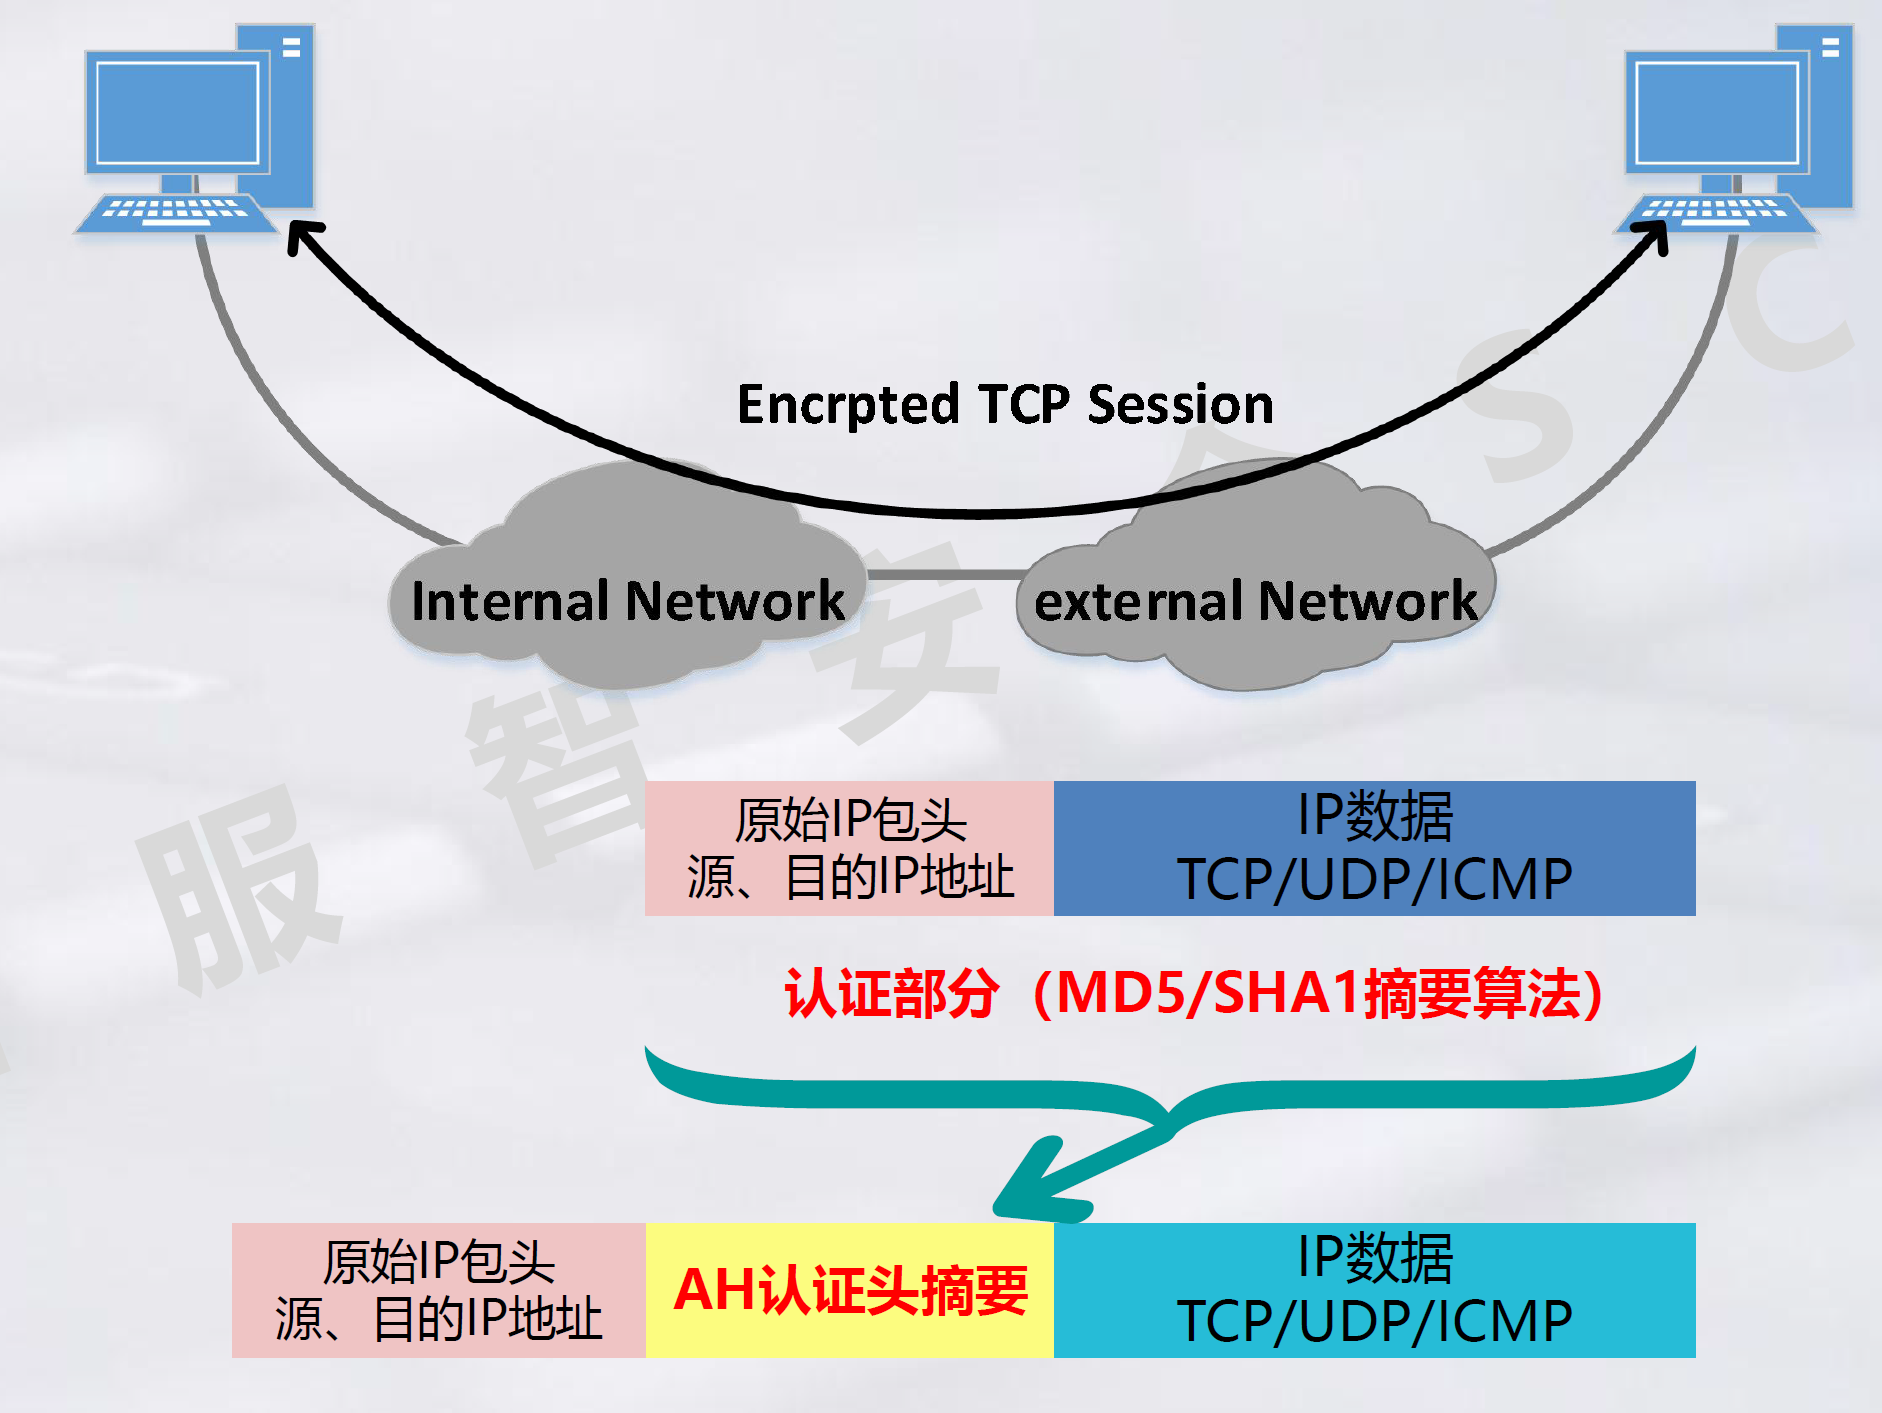 Encrpted TCP Session
Internal Network
external Network
服智安全SC
原始IP包头
源、目的IP地址
IP数据
TCP/UDP/ICMP
认证部分（MD5/SHA1摘要算法）
原始IP包头
源、目的IP地址
AH认证头摘要
IP数据
TCP/UDP/ICMP